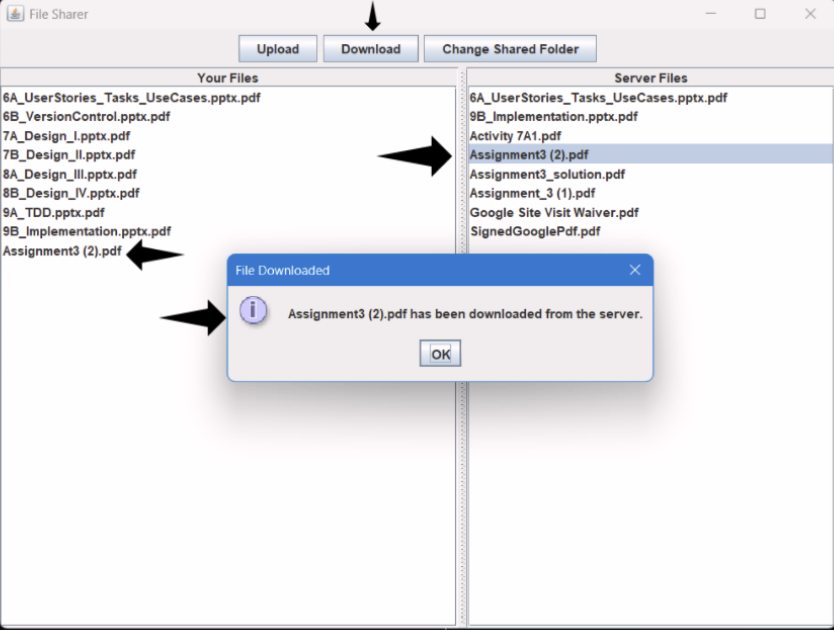 File Sharer
Upload
Download
Change Shared Folder
Your Files
6A_UserStories_Tasks_UseCases.pptx.pdf
6B_VersionControl.pptx.pdf
7A_Design_I.pptx.pdf
7B_Design_II.pptx.pdf
8A_Design_III.pptx.pdf
8B_Design_IV.pptx.pdf
9A_TDD.pptx.pdf
9B_Implementation.pptx.pdf
Assignment3 (2).pdf
Server Files
6A_UserStories_Tasks_UseCases.pptx.pdf
9B_Implementation.pptx.pdf
Activity 7A1.pdf
Assignment3 (2).pdf
Assignment3_solution.pdf
Assignment_3 (1).pdf
Google Site Visit Waiver.pdf
SignedGooglePdf.pdf
File Downloaded
i
Assignment3 (2).pdf has been downloaded from the server.
OK